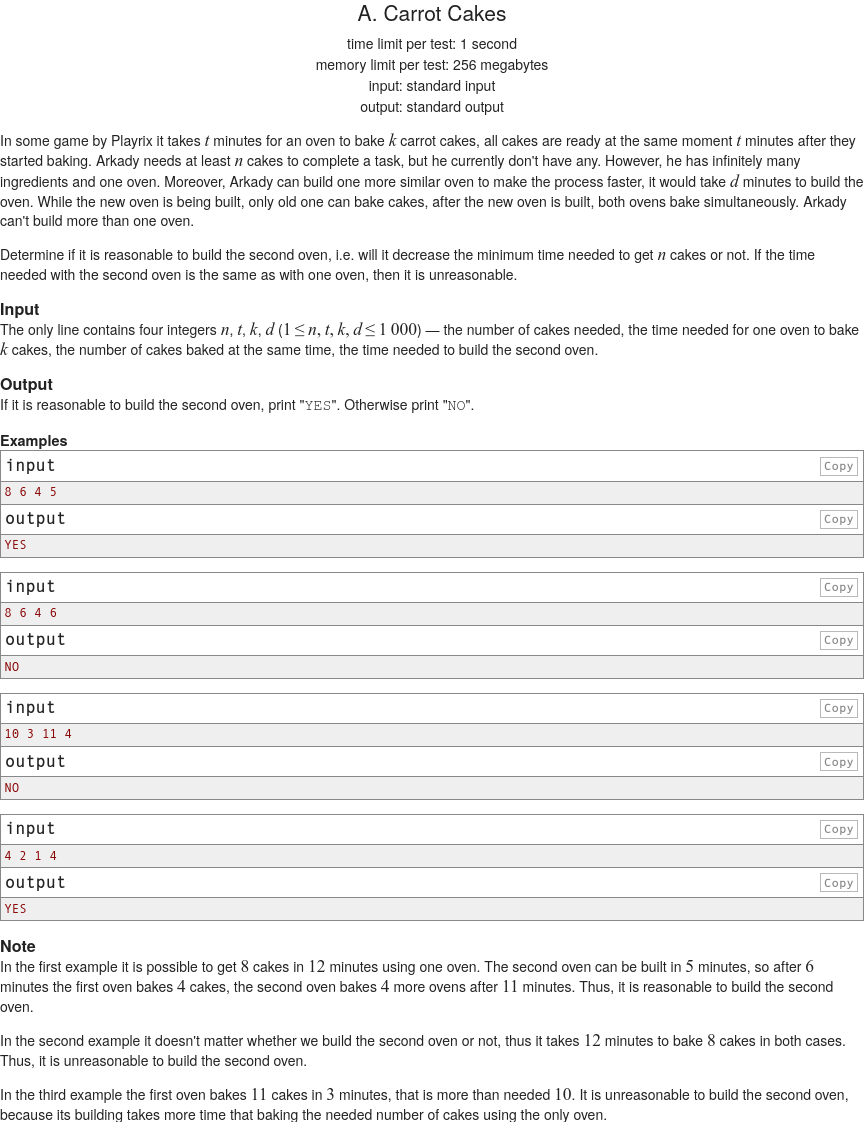 A. Carrot Cakes
time limit per test: 1 second
memory limit per test: 256 megabytes
input: standard input
output: standard output
In some game by Playrix it takes t minutes for an oven to bake k carrot cakes, all cakes are ready at the same moment t minutes after they
started baking. Arkady needs at least n cakes to complete a task, but he currently don't have any. However, he has infinitely many
ingredients and one oven. Moreover, Arkady can build one more similar oven to make the process faster, it would take d minutes to build the
oven. While the new oven is being built, only old one can bake cakes, after the new oven is built, both ovens bake simultaneously. Arkady
can't build more than one oven.
Determine if it is reasonable to build the second oven, i.e. will it decrease the minimum time needed to get n cakes or not. If the time
needed with the second oven is the same as with one oven, then it is unreasonable.
Input
The only line contains four integers n, t, k, d (1 ≤ n, t, k, d ≤ 1 000) — the number of cakes needed, the time needed for one oven to bake
k cakes, the number of cakes baked at the same time, the time needed to build the second oven.
Output
If it is reasonable to build the second oven, print "YES". Otherwise print "NO".
Examples
input Copy
8 6 4 5
output Copy
YES
input Copy
8 6 4 6
output Copy
NO
input Copy
10 3 11 4
output Copy
NO
input Copy
4 2 1 4
output Copy
YES
Note
In the first example it is possible to get 8 cakes in 12 minutes using one oven. The second oven can be built in 5 minutes, so after 6
minutes the first oven bakes 4 cakes, the second oven bakes 4 more ovens after 11 minutes. Thus, it is reasonable to build the second
oven.
In the second example it doesn't matter whether we build the second oven or not, thus it takes 12 minutes to bake 8 cakes in both cases.
Thus, it is unreasonable to build the second oven.
In the third example the first oven bakes 11 cakes in 3 minutes, that is more than needed 10. It is unreasonable to build the second oven,
because its building takes more time that baking the needed number of cakes using the only oven.